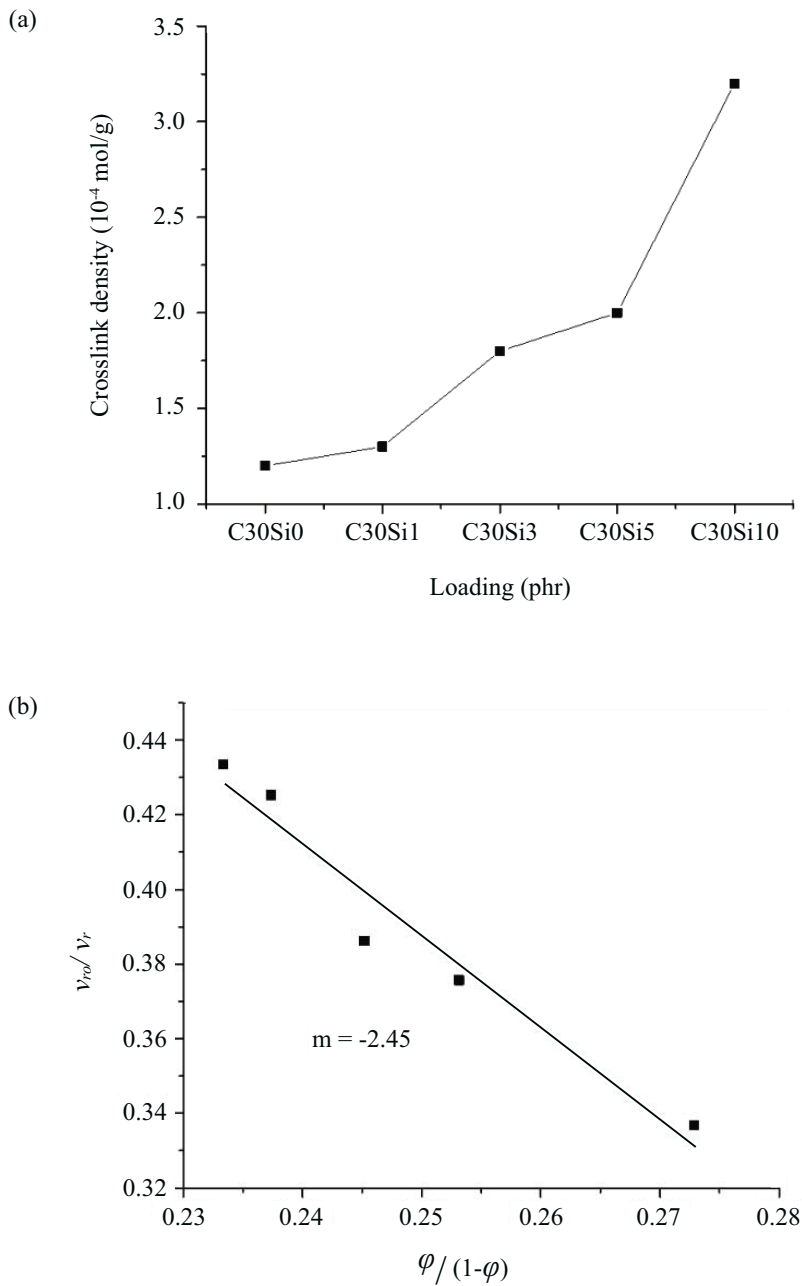 (a)
3.5
3.0
2.5
2.0
1.5
1.0
Crosslink density (10⁻⁴ mol/g)
C30Si0 C30Si1 C30Si3 C30Si5 C30Si10
Loading (phr)
(b)
0.44
0.42
0.40
0.38
0.36
0.34
0.32
vᵣₒ/ vᵣ
m = -2.45
0.23 0.24 0.25 0.26 0.27 0.28
φ/ (1-φ)